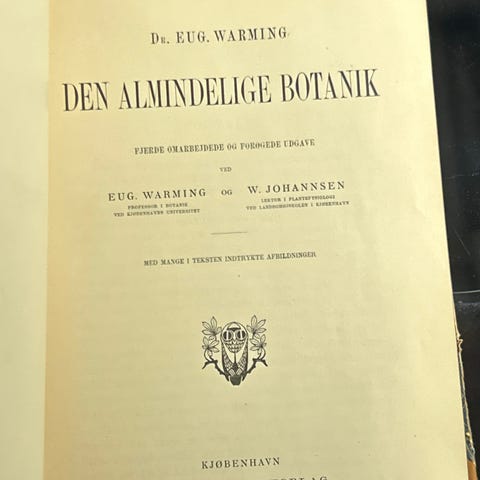 Dr. EUG. WARMING
DEN ALMINDELIGE BOTANIK
FJERDE OMARBEJDEDE OG FORØGEDE UDGAVE
VED
EUG. WARMING OG W. JOHANNSEN
PROFESSOR I BOTANIK LEKTOR I PLANTEFYSIOLOGI
VED KJØBENHAVNS UNIVERSITET VED LANDBOHØJSKOLEN I KJØBENHAVN
MED MANGE I TEKSTEN INDTRYKTE AFBILDNINGER
KJØBENHAVN